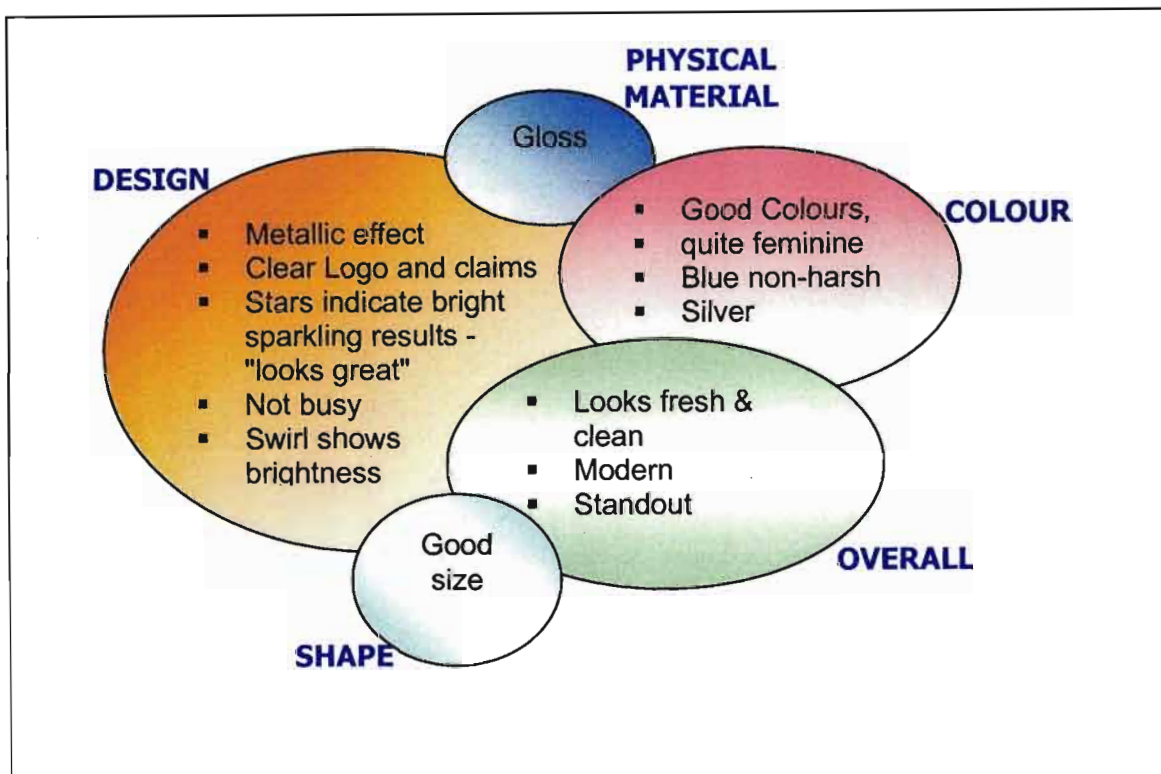 PHYSICAL
MATERIAL
Gloss
DESIGN
▪ Metallic effect
▪ Clear Logo and claims
▪ Stars indicate bright
sparkling results -
"looks great"
▪ Not busy
▪ Swirl shows
brightness
▪ Good Colours,
▪ quite feminine
▪ Blue non-harsh
▪ Silver
COLOUR
▪ Looks fresh &
clean
▪ Modern
▪ Standout
OVERALL
Good
size
SHAPE